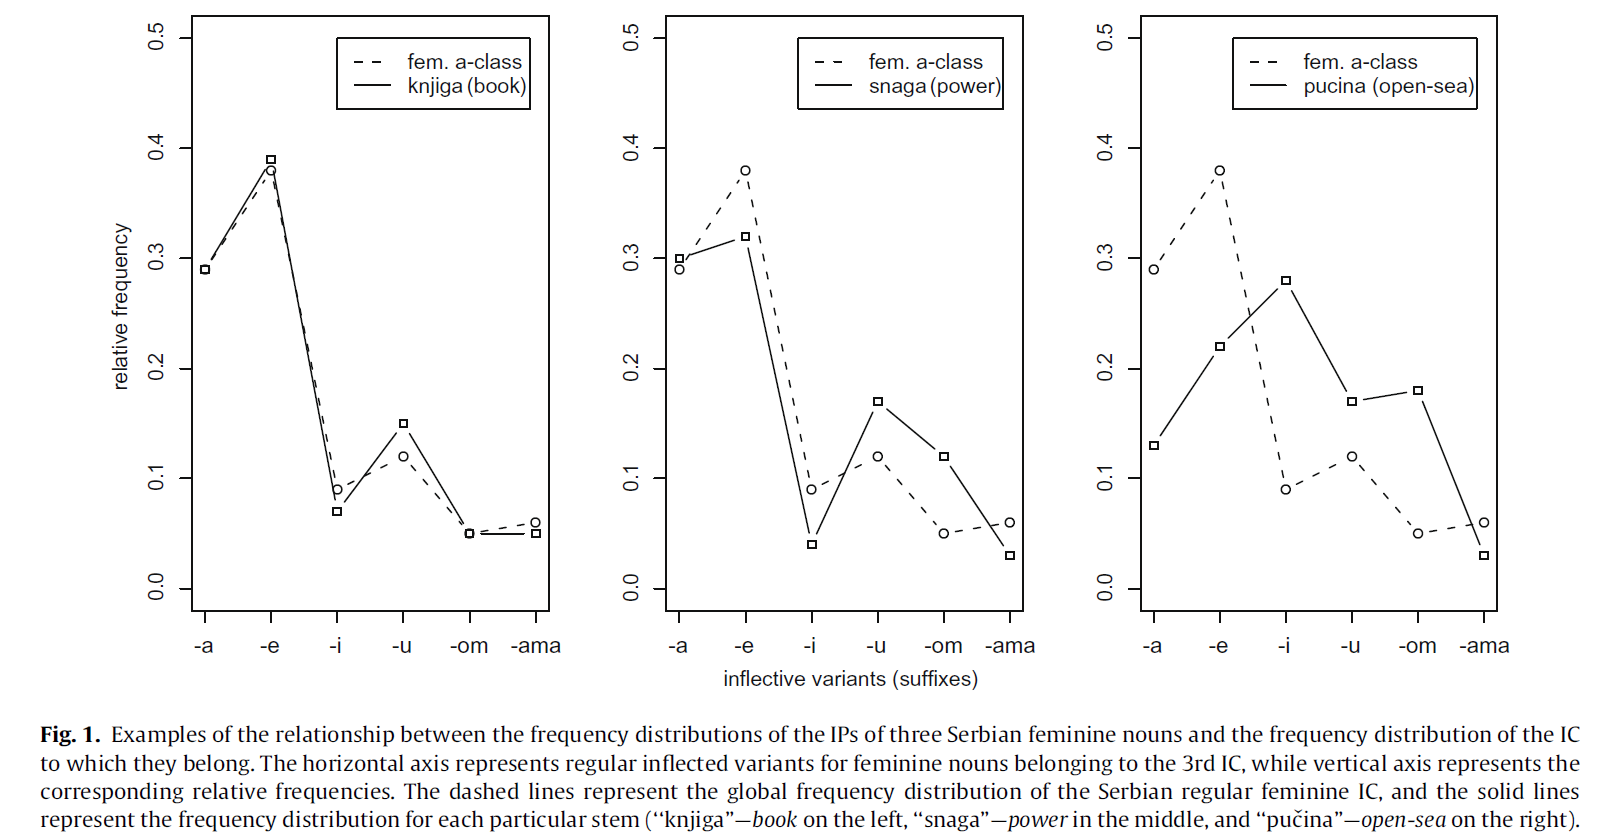 0.5
0.4
0.3
0.2
0.1
0.0
relative frequency
fem. a-class
knjiga (book)
-a -e -i -u -om -ama
0.5
0.4
0.3
0.2
0.1
0.0
fem. a-class
snaga (power)
-a -e -i -u -om -ama
inflective variants (suffixes)
0.5
0.4
0.3
0.2
0.1
0.0
fem. a-class
pucina (open-sea)
-a -e -i -u -om -ama
Fig. 1. Examples of the relationship between the frequency distributions of the IPs of three Serbian feminine nouns and the frequency distribution of the IC
to which they belong. The horizontal axis represents regular inflected variants for feminine nouns belonging to the 3rd IC, while vertical axis represents the
corresponding relative frequencies. The dashed lines represent the global frequency distribution of the Serbian regular feminine IC, and the solid lines
represent the frequency distribution for each particular stem (‘‘knjiga”—book on the left, ‘‘snaga”—power in the middle, and ‘‘pučina”—open-sea on the right).